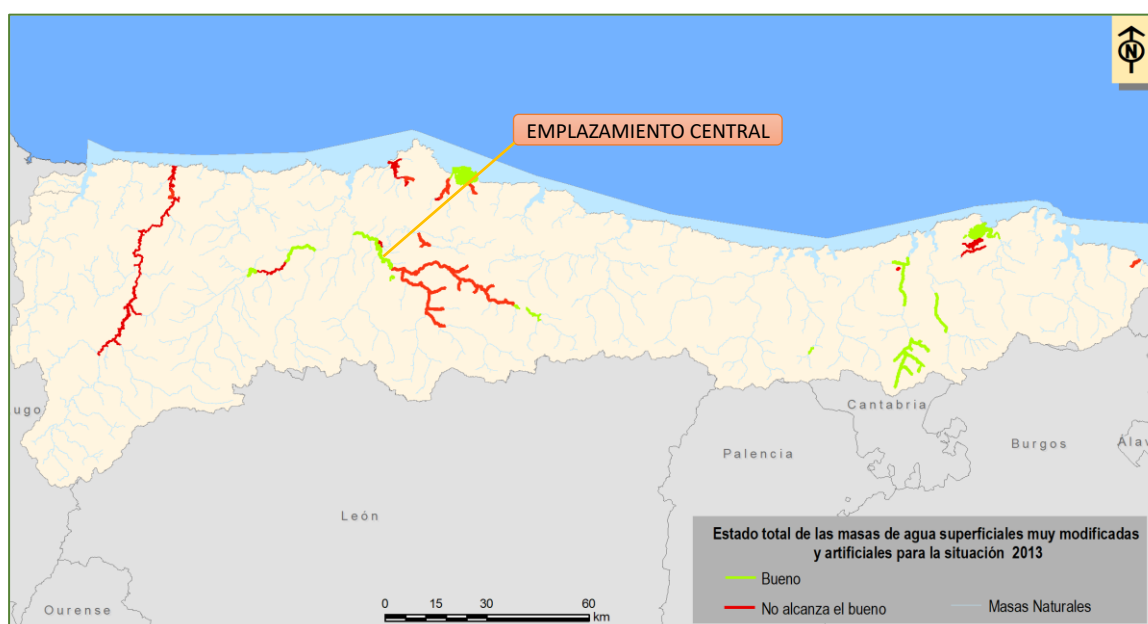 N
EMPLAZAMIENTO CENTRAL
ugo
Cantabria
Burgos
Álav
Palencia
León
Ourense
Estado total de las masas de agua superficiales muy modificadas
y artificiales para la situación 2013
Bueno
No alcanza el bueno
Masas Naturales
0 15 30 60
km